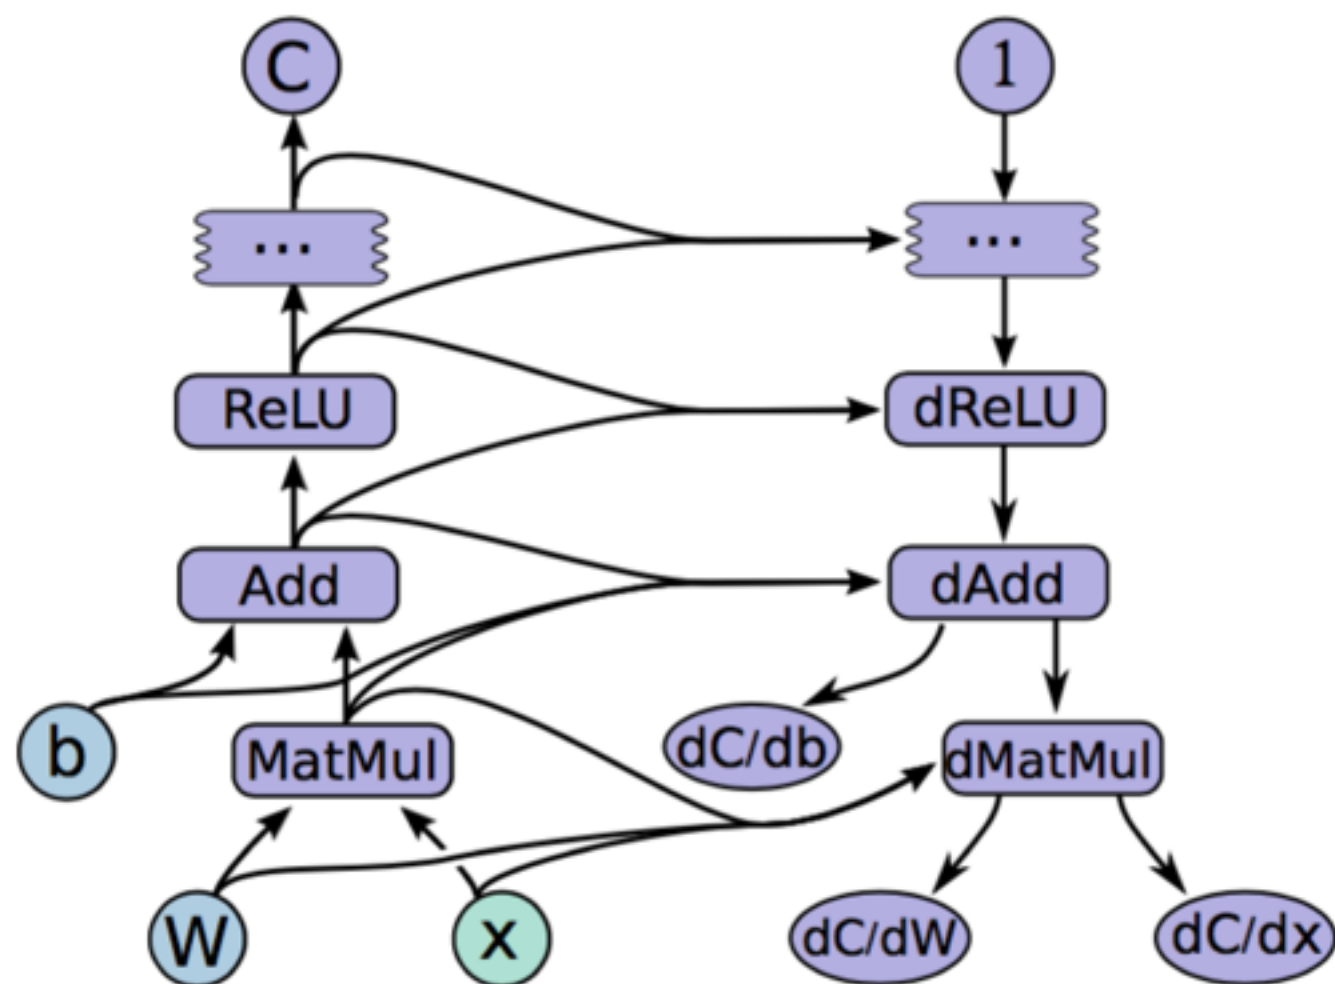 C
1
...
...
ReLU
dReLU
Add
dAdd
b
MatMul
dC/db
dMatMul
W
x
dC/dW
dC/dx